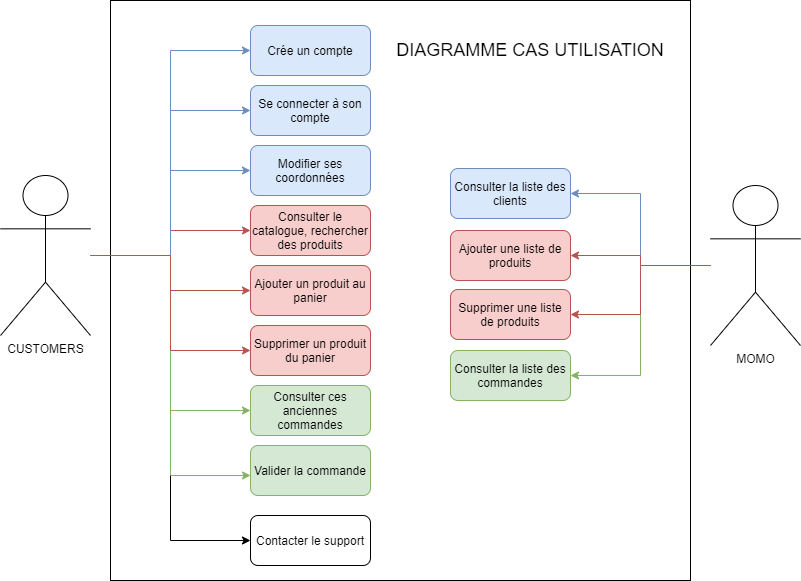 DIAGRAMME CAS UTILISATION
Crée un compte
Se connecter à son
compte
Modifier ses
coordonnées
Consulter le
catalogue, rechercher
des produits
Ajouter un produit au
panier
Supprimer un produit
du panier
Consulter ces
anciennes
commandes
Valider la commande
Contacter le support
CUSTOMERS
Consulter la liste des
clients
Ajouter une liste de
produits
Supprimer une liste
de produits
Consulter la liste des
commandes
MOMO